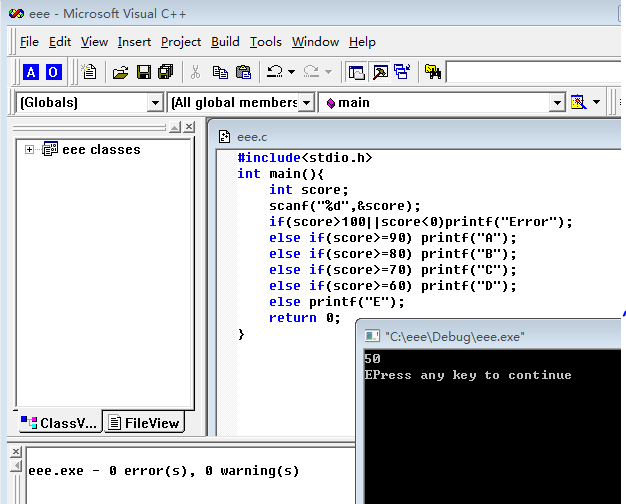 eee - Microsoft Visual C++
File Edit View Insert Project Build Tools Window Help
A O
(Globals) (All global members main
eee.c
eee classes
#include<stdio.h>
int main(){
int score;
scanf("%d",&score);
if(score>100||score<0)printf("Error");
else if(score>=90) printf("A");
else if(score>=80) printf("B");
else if(score>=70) printf("C");
else if(score>=60) printf("D");
else printf("E");
return 0;
}
"C:\eee\Debug\eee.exe"
50
EPress any key to continue
ClassV... FileView
eee.exe - 0 error(s), 0 warning(s)